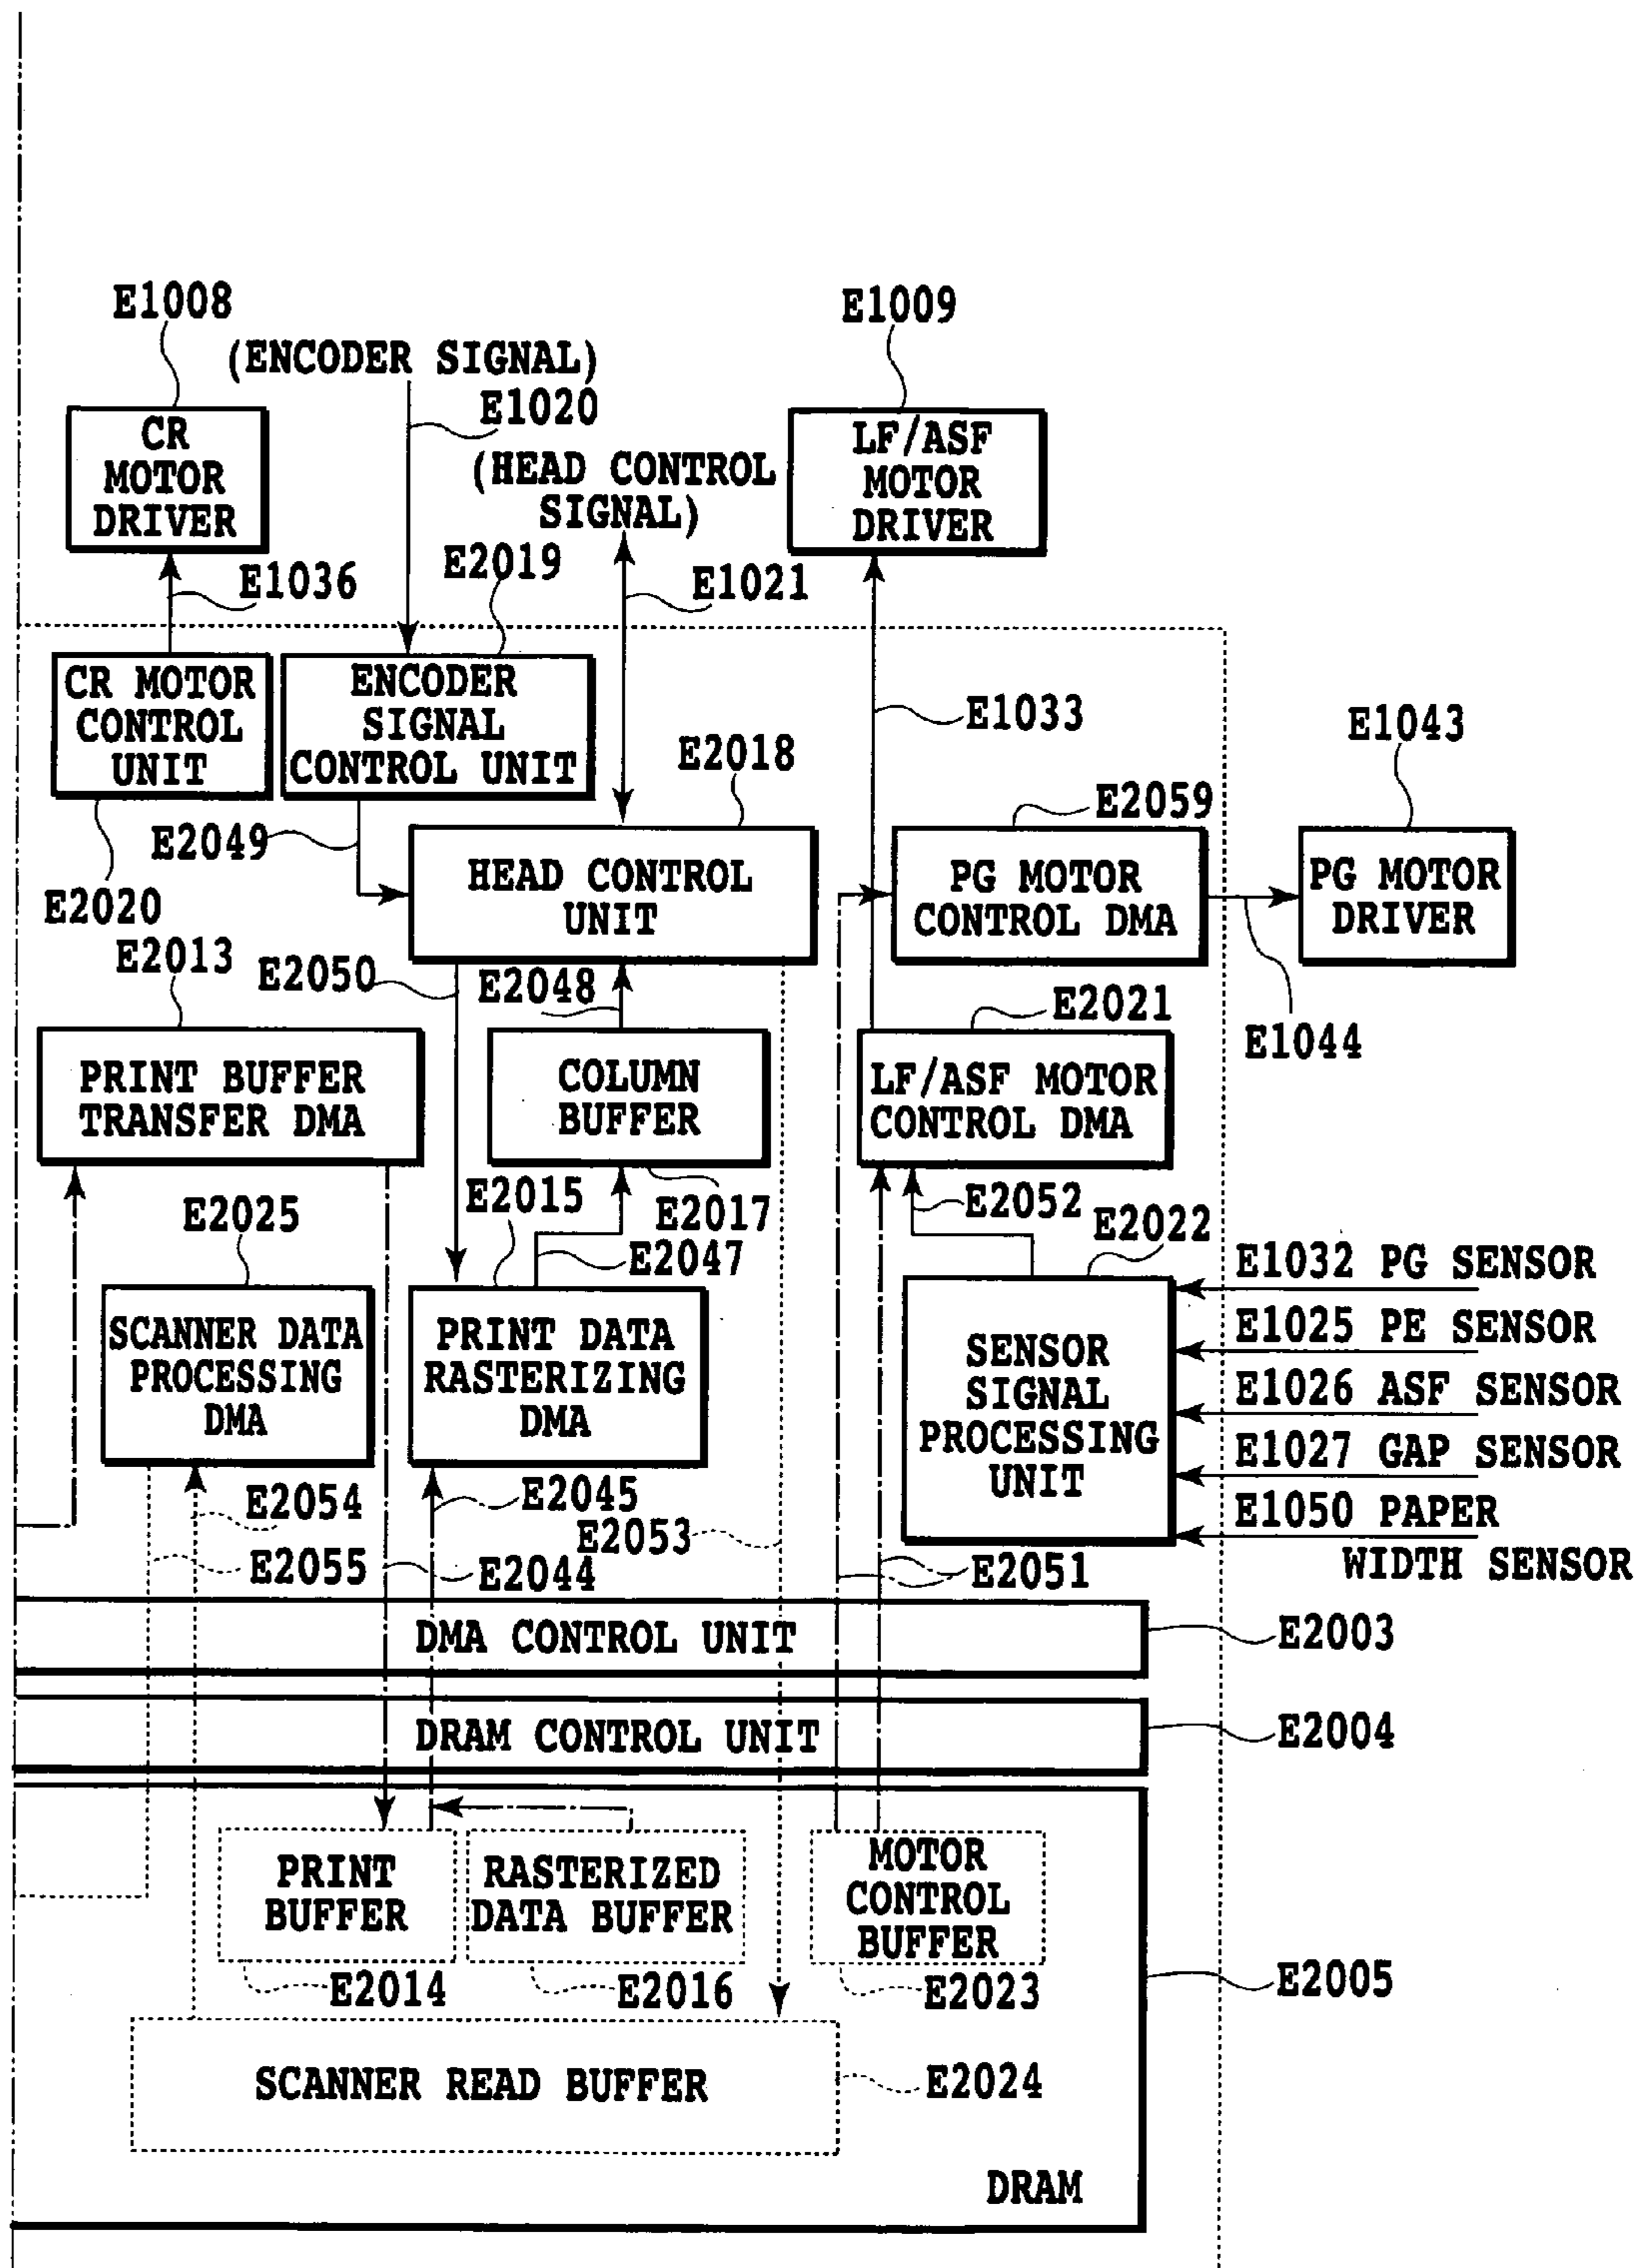 E1008
E1009
(ENCODER SIGNAL)
E1020
CR
MOTOR
DRIVER
LF/ASF
MOTOR
DRIVER
(HEAD CONTROL
SIGNAL)
E1036
E2019
E1021
CR MOTOR
CONTROL
UNIT
ENCODER
SIGNAL
CONTROL UNIT
E1033
E1043
E2018
E2059
E2049
E2020
HEAD CONTROL
UNIT
PG MOTOR
CONTROL DMA
PG MOTOR
DRIVER
E2013
E2050
E2048
E2021
E1044
PRINT BUFFER
TRANSFER DMA
COLUMN
BUFFER
LF/ASF MOTOR
CONTROL DMA
E2025
E2015
E2017
E2047
E2052
E2022
E1032 PG SENSOR
E1025 PE SENSOR
E1026 ASF SENSOR
E1027 GAP SENSOR
E1050 PAPER
WIDTH SENSOR
SCANNER DATA
PROCESSING
DMA
PRINT DATA
RASTERIZING
DMA
SENSOR
SIGNAL
PROCESSING
UNIT
E2054
E2045
E2053
E2055
E2044
E2051
DMA CONTROL UNIT
E2003
DRAM CONTROL UNIT
E2004
PRINT
BUFFER
RASTERIZED
DATA BUFFER
MOTOR
CONTROL
BUFFER
E2014
E2016
E2023
E2005
SCANNER READ BUFFER
E2024
DRAM